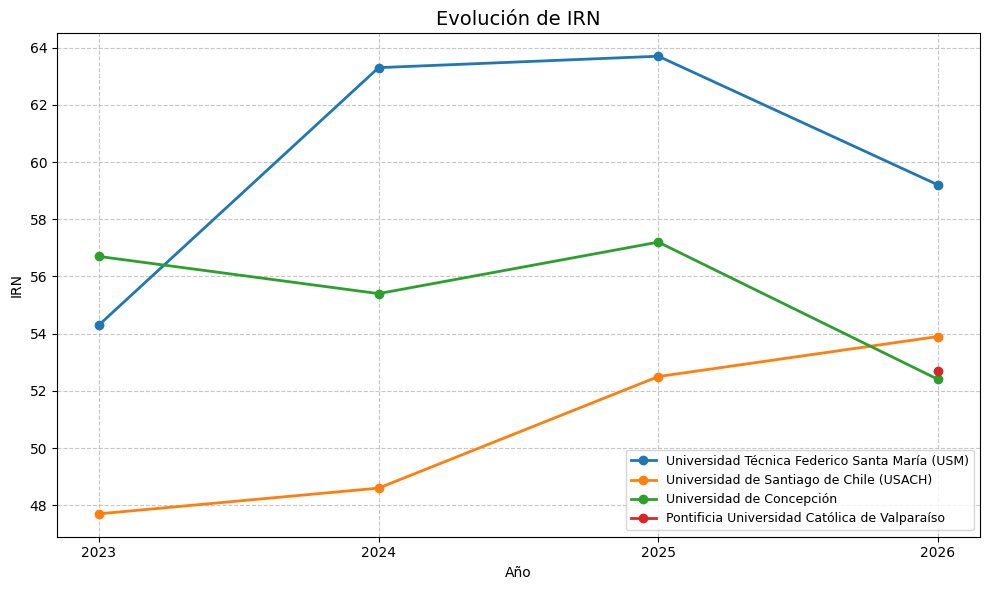 Evolución de IRN
IRN
64
62
60
58
56
54
52
50
48
Universidad Técnica Federico Santa María (USM)
Universidad de Santiago de Chile (USACH)
Universidad de Concepción
Pontificia Universidad Católica de Valparaíso
2023
2024
2025
2026
Año